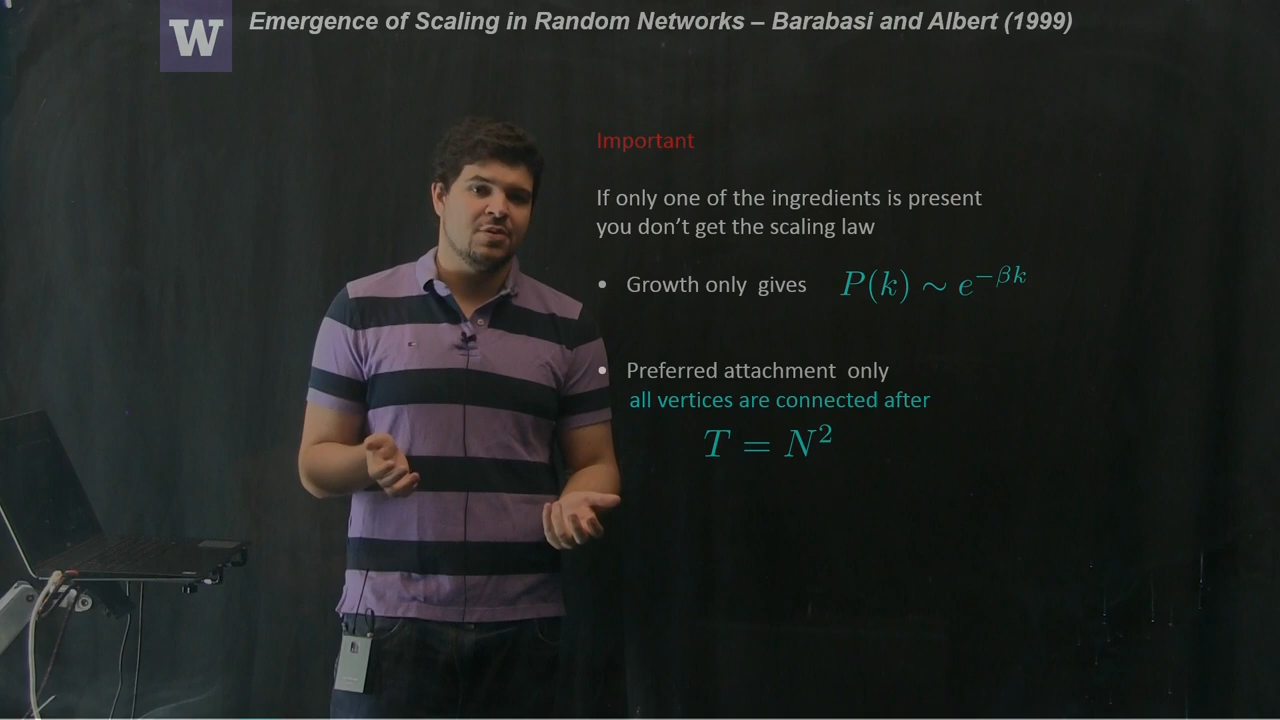 W
Emergence of Scaling in Random Networks – Barabasi and Albert (1999)
Important
If only one of the ingredients is present
you don’t get the scaling law
• Growth only gives P(k) ∼ e^{−βk}
• Preferred attachment only
all vertices are connected after
T = N²